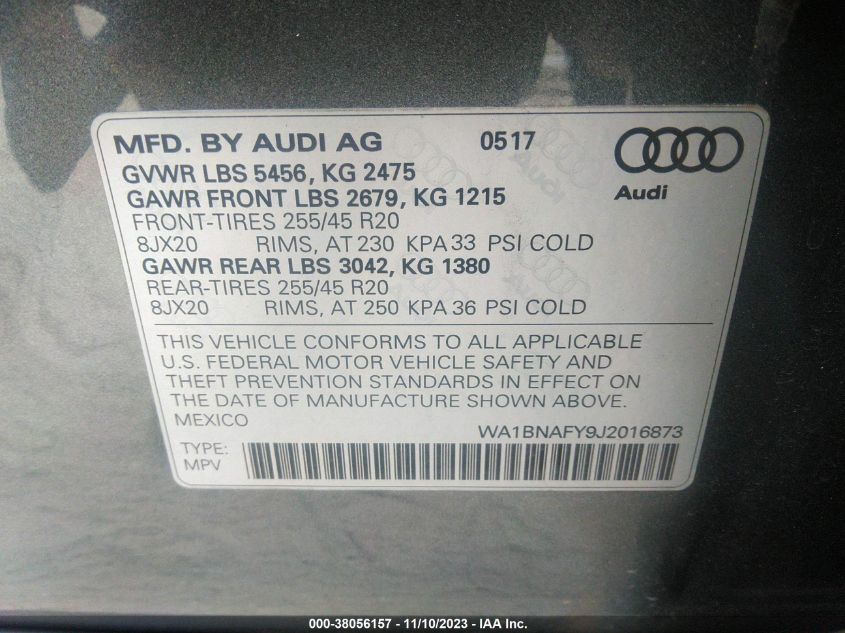 MFD. BY AUDI AG 0517
GVWR LBS 5456, KG 2475
GAWR FRONT LBS 2679, KG 1215
Audi
FRONT-TIRES 255/45 R20
8JX20 RIMS, AT 230 KPA 33 PSI COLD
GAWR REAR LBS 3042, KG 1380
REAR-TIRES 255/45 R20
8JX20 RIMS, AT 250 KPA 36 PSI COLD
THIS VEHICLE CONFORMS TO ALL APPLICABLE
U.S. FEDERAL MOTOR VEHICLE SAFETY AND
THEFT PREVENTION STANDARDS IN EFFECT ON
THE DATE OF MANUFACTURE SHOWN ABOVE.
MEXICO
WA1BNAFY9J2016873
TYPE:
MPV
000-38056157 - 11/10/2023 - IAA Inc.